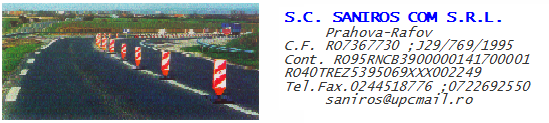 S.C. SANIROS COM S.R.L.
Prahova-Rafov
C.F. RO7367730 ;J29/769/1995
Cont. RO95RNCB3900000141700001
RO40TREZ5395069XXX002249
Tel.Fax.0244518776 ;0722692550
saniros@upcmail.ro